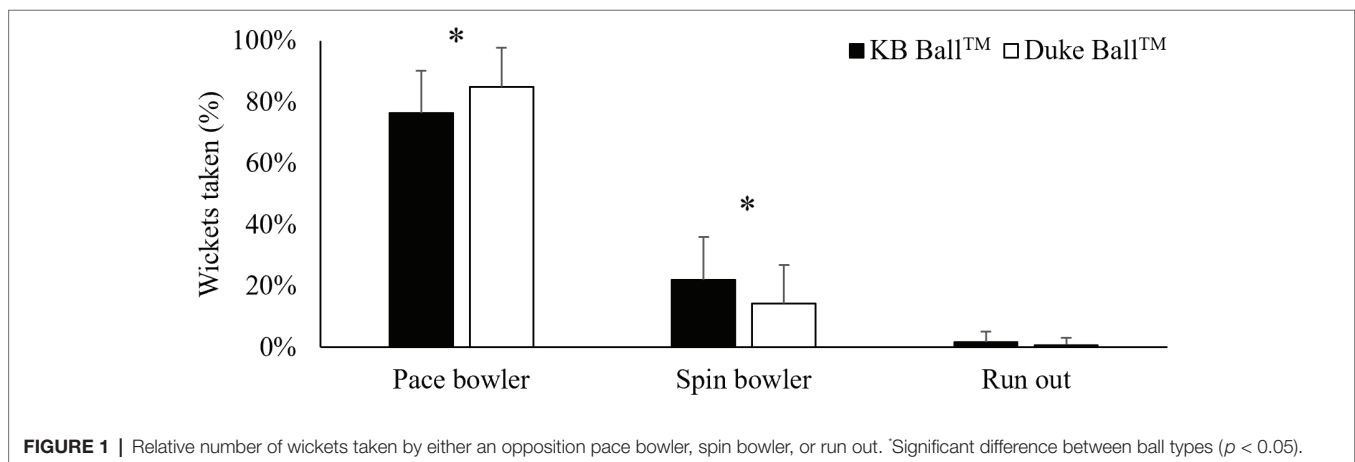 100%
80%
60%
40%
20%
0%
Wickets taken (%)
* 
*
KB Ball™ Duke Ball™
Pace bowler Spin bowler Run out
FIGURE 1 | Relative number of wickets taken by either an opposition pace bowler, spin bowler, or run out. *Significant difference between ball types (p < 0.05).